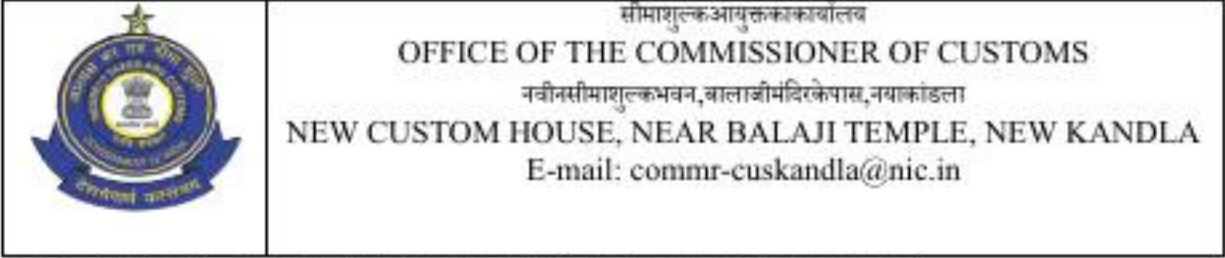 सीमाशुल्कआयुक्तकाकार्यालय
OFFICE OF THE COMMISSIONER OF CUSTOMS
नवीनसीमाशुल्कभवन,बालाजीमंदिरकेपास,नयाकांडला
NEW CUSTOM HOUSE, NEAR BALAJI TEMPLE, NEW KANDLA
E-mail: commr-cuskandla@nic.in